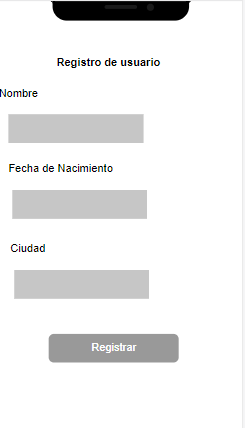 Registro de usuario
Nombre
Fecha de Nacimiento
Ciudad
Registrar